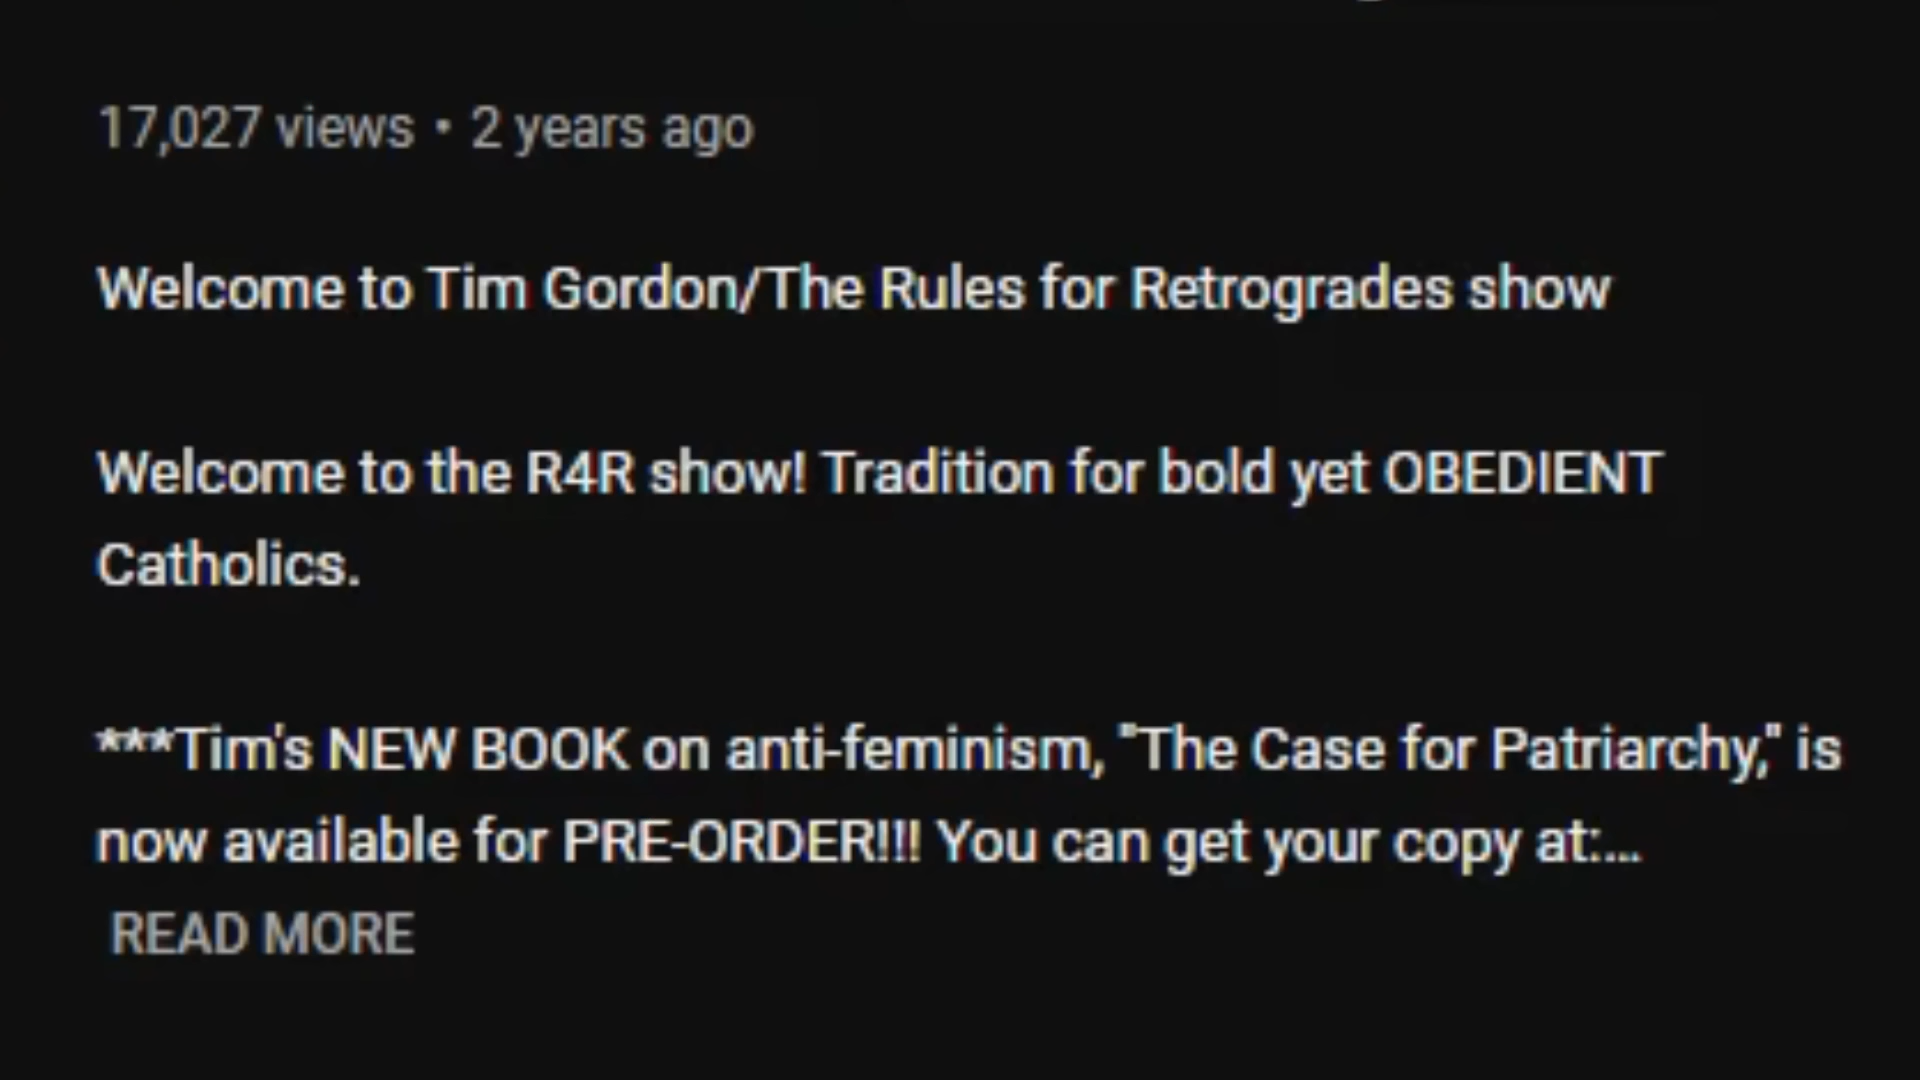 17,027 views • 2 years ago
Welcome to Tim Gordon/The Rules for Retrogrades show
Welcome to the R4R show! Tradition for bold yet OBEDIENT
Catholics.
***Tim's NEW BOOK on anti-feminism, "The Case for Patriarchy," is
now available for PRE-ORDER!!! You can get your copy at:...
READ MORE